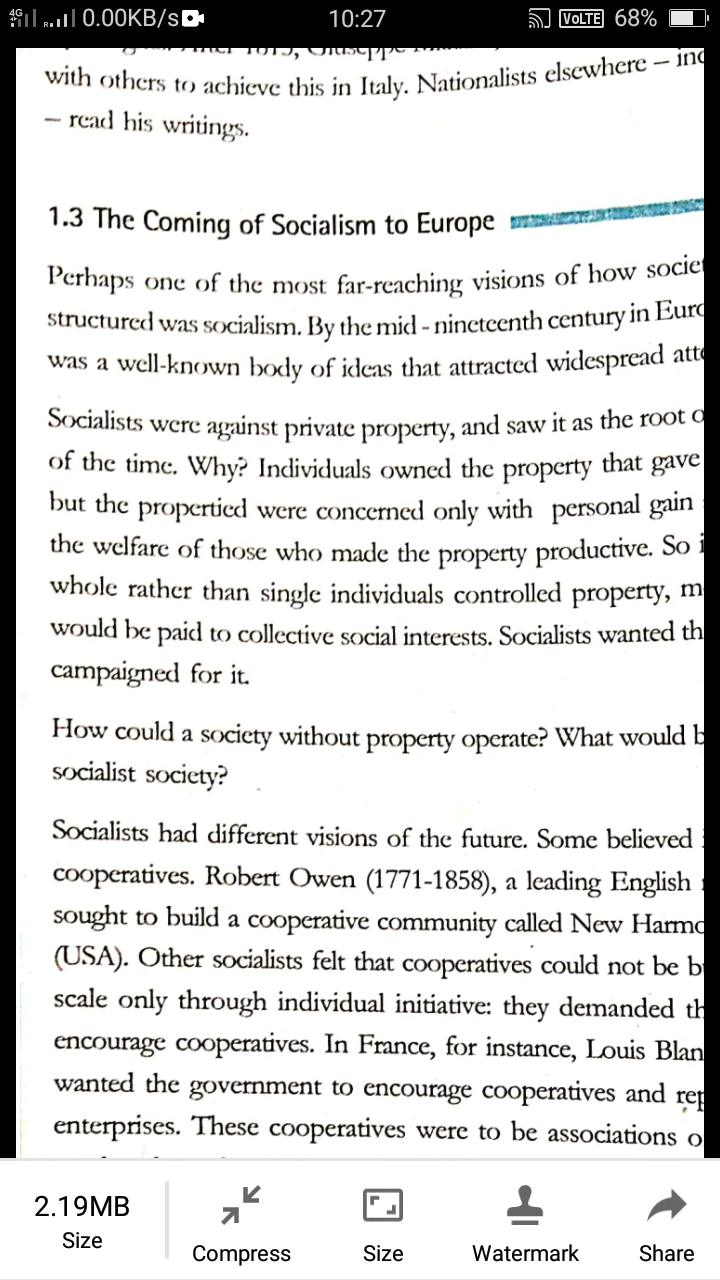 4G R 0.00KB/s 10:27 VoLTE 68%
with others to achieve this in Italy. Nationalists elsewhere –
– read his writings.
1.3 The Coming of Socialism to Europe
Perhaps one of the most far-reaching visions of how
structured was socialism. By the mid - nineteenth century in
was a well-known body of ideas that attracted widespread
Socialists were against private property, and saw it as the root
of the time. Why? Individuals owned the property that gave
but the propertied were concerned only with personal gain
the welfare of those who made the property productive. So
whole rather than single individuals controlled property,
would be paid to collective social interests. Socialists wanted
campaigned for it.
How could a society without property operate? What would
socialist society?
Socialists had different visions of the future. Some believed
cooperatives. Robert Owen (1771-1858), a leading English
sought to build a cooperative community called New
(USA). Other socialists felt that cooperatives could not be
scale only through individual initiative: they demanded
encourage cooperatives. In France, for instance, Louis
wanted the government to encourage cooperatives and
enterprises. These cooperatives were to be associations
2.19MB
Size
Compress
Size
Watermark
Share